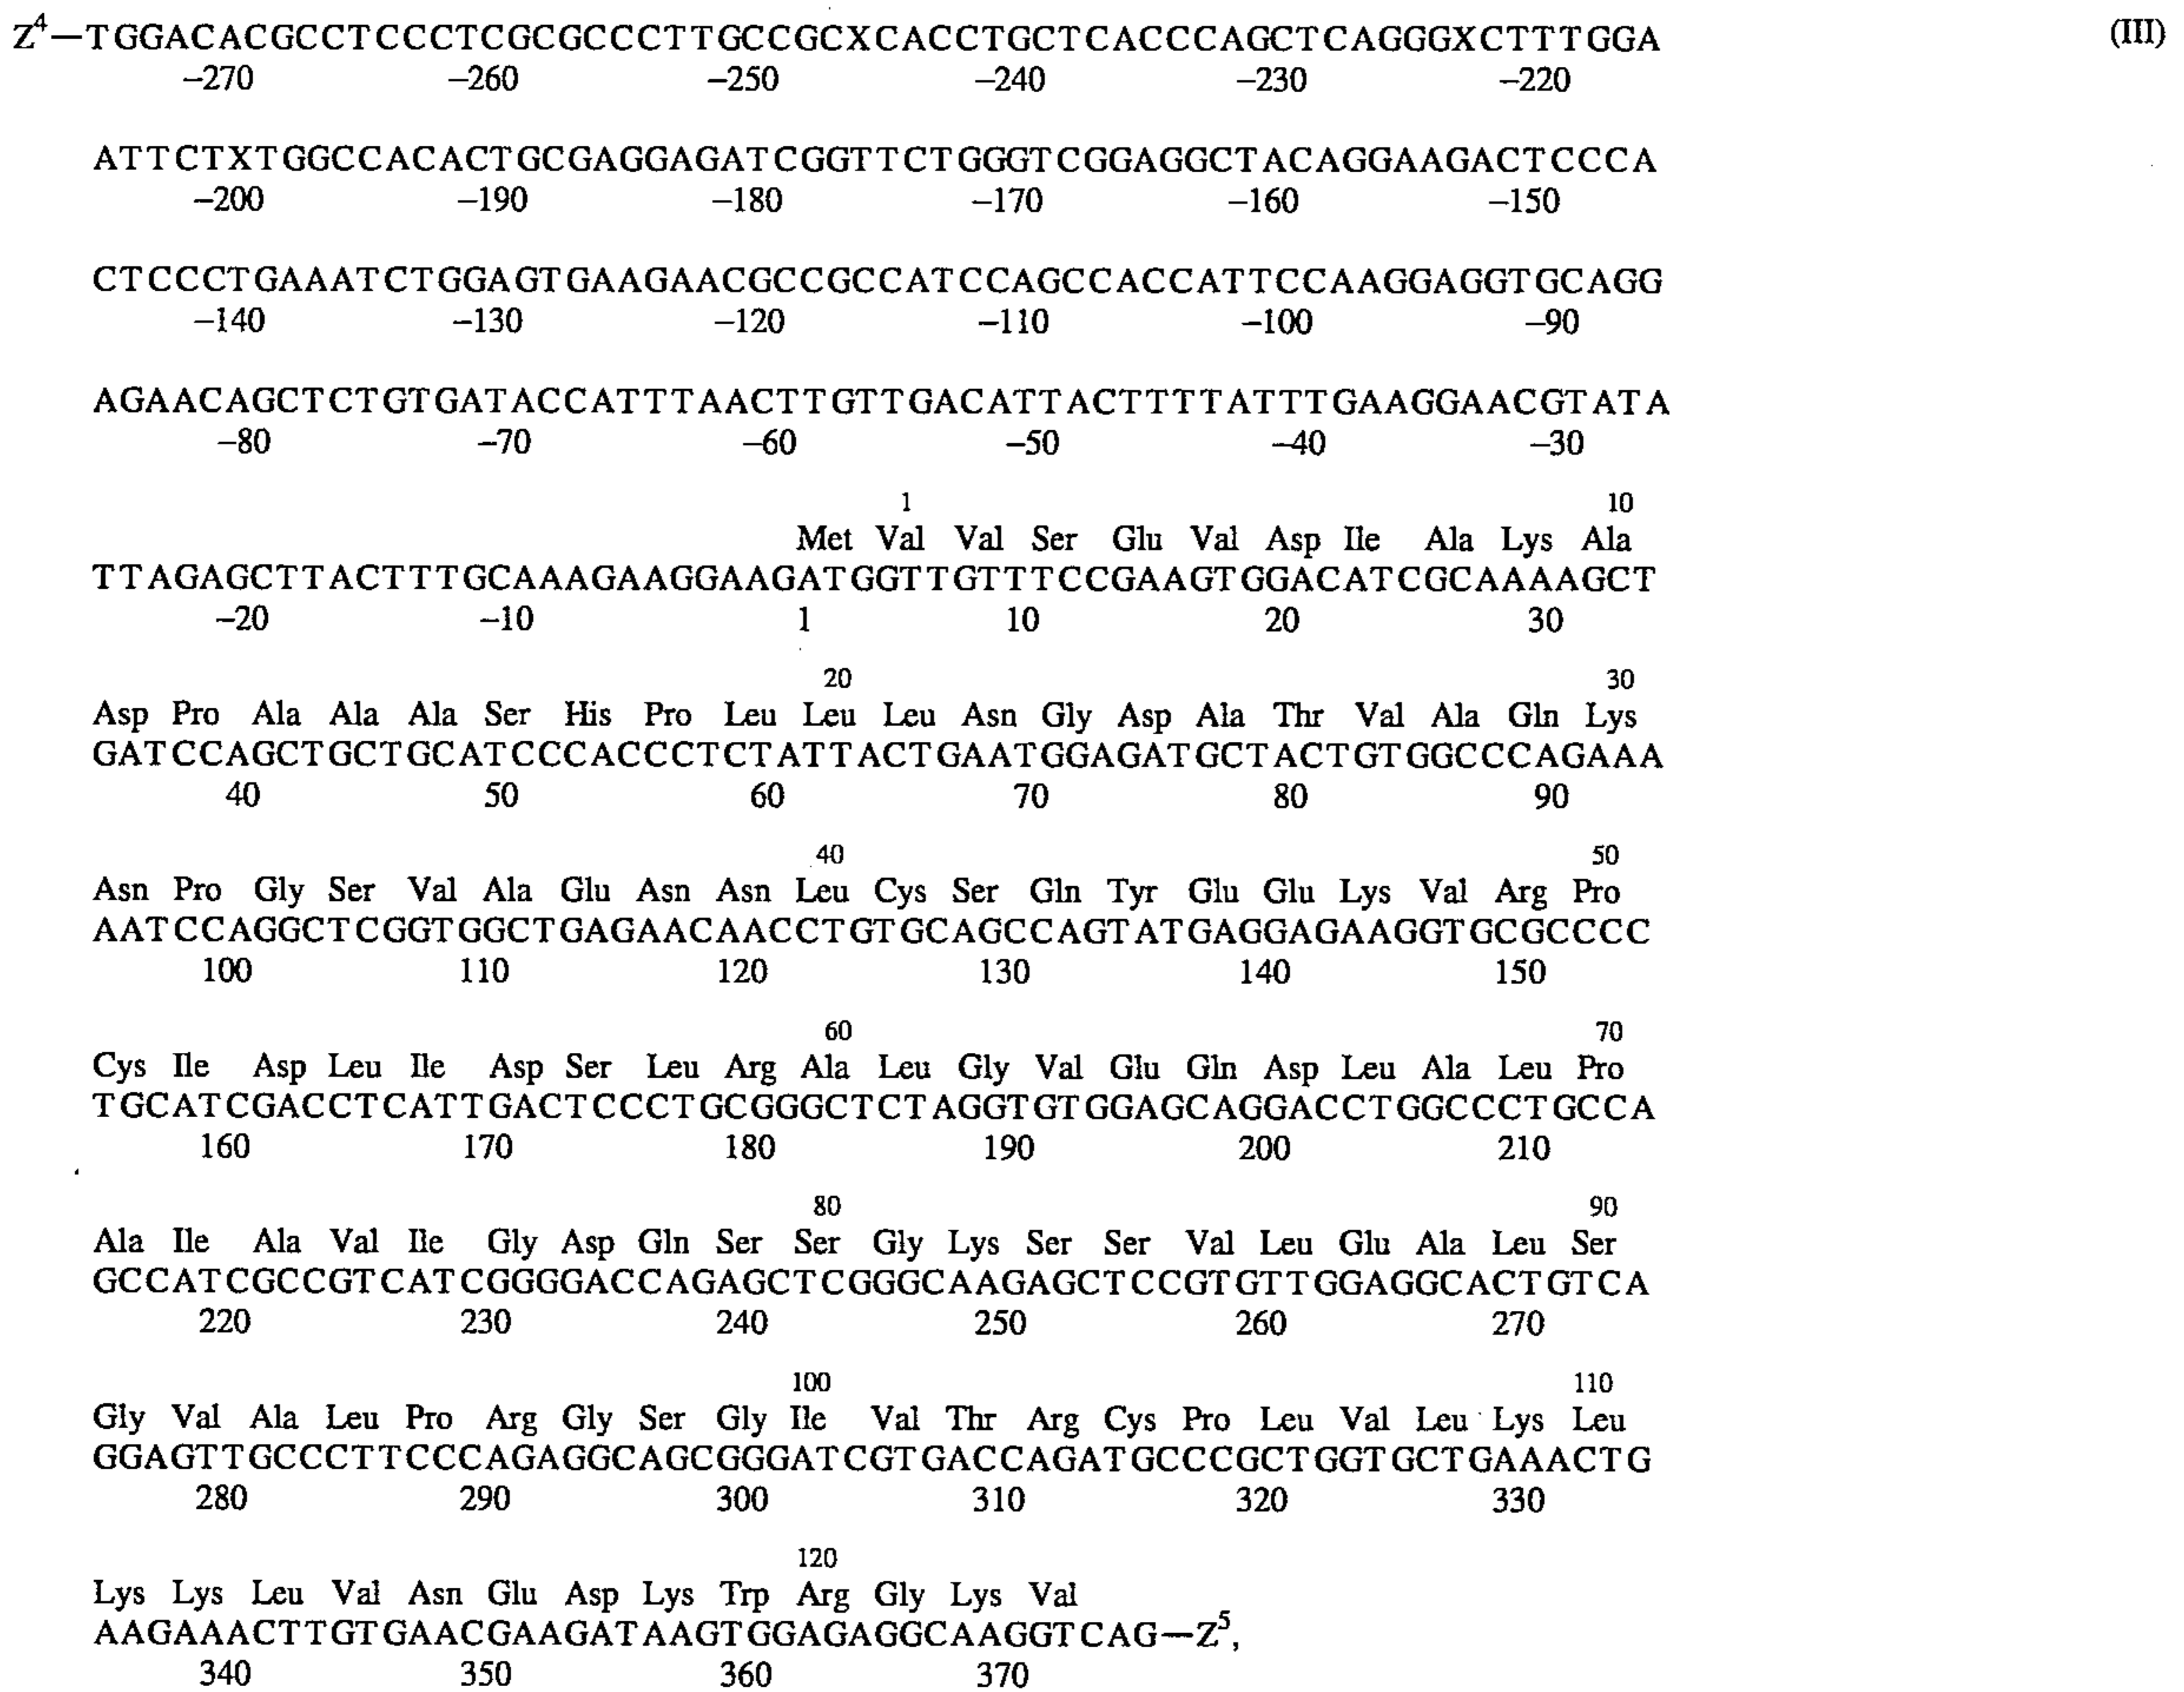 Z⁴—TGGACACGCCTCCCTCGCGCCCTTGCCGCXCACCTGCTCACCCAGCTCAGGGXCTTTGGA (III)
−270 −260 −250 −240 −230 −220
ATTCTXTGGCCACACTGCGAGGAGATCGGTTCTGGGTCGGAGGCTACAGGAAGACTCCCA
−200 −190 −180 −170 −160 −150
CTCCCTGAAATCTGGAGTGAAGAACGCCGCCATCCAGCCACCATTCCAAGGAGGTGCAGG
−140 −130 −120 −110 −100 −90
AGAACAGCTCTGTGATACCATTTAACTTGTTGACATTACTTTTATTTGAAGGAACGTATA
−80 −70 −60 −50 −40 −30
1 10
Met Val Val Ser Glu Val Asp Ile Ala Lys Ala
TTAGAGCTTACTTTGCAAAGAAGGAAGATGGTTGTTTCCGAAGTGGACATCGCAAAAGCT
−20 −10 1 10 20 30
20 30
Asp Pro Ala Ala Ala Ser His Pro Leu Leu Leu Asn Gly Asp Ala Thr Val Ala Gln Lys
GATCCAGCTGCTGCATCCCACCCTCTATTACTGAATGGAGATGCTACTGTGGCCCAGAAA
40 50 60 70 80 90
40 50
Asn Pro Gly Ser Val Ala Glu Asn Asn Leu Cys Ser Gln Tyr Glu Glu Lys Val Arg Pro
AATCCAGGCTCGGTGGCTGAGAACAACCTGTGCAGCCAGTATGAGGAGAAGGTGCGCCCC
100 110 120 130 140 150
60 70
Cys Ile Asp Leu Ile Asp Ser Leu Arg Ala Leu Gly Val Glu Gln Asp Leu Ala Leu Pro
TGCATCGACCTCATTGACTCCCTGCGGGCTCTAGGTGTGGAGCAGGACCTGGCCCTGCCA
160 170 180 190 200 210
80 90
Ala Ile Ala Val Ile Gly Asp Gln Ser Ser Gly Lys Ser Ser Val Leu Glu Ala Leu Ser
GCCATCGCCGTCATCGGGGACCAGAGCTCGGGCAAGAGCTCCGTGTTGGAGGCACTGTCA
220 230 240 250 260 270
100 110
Gly Val Ala Leu Pro Arg Gly Ser Gly Ile Val Thr Arg Cys Pro Leu Val Leu Lys Leu
GGAGTTGCCCTTCCCAGAGGCAGCGGGATCGTGACCAGATGCCCGCTGGTGCTGAAACTG
280 290 300 310 320 330
120
Lys Lys Leu Val Asn Glu Asp Lys Trp Arg Gly Lys Val
AAGAAACTTGTGAACGAAGATAAGTGGAGAGGCAAGGTCAG—Z⁵,
340 350 360 370